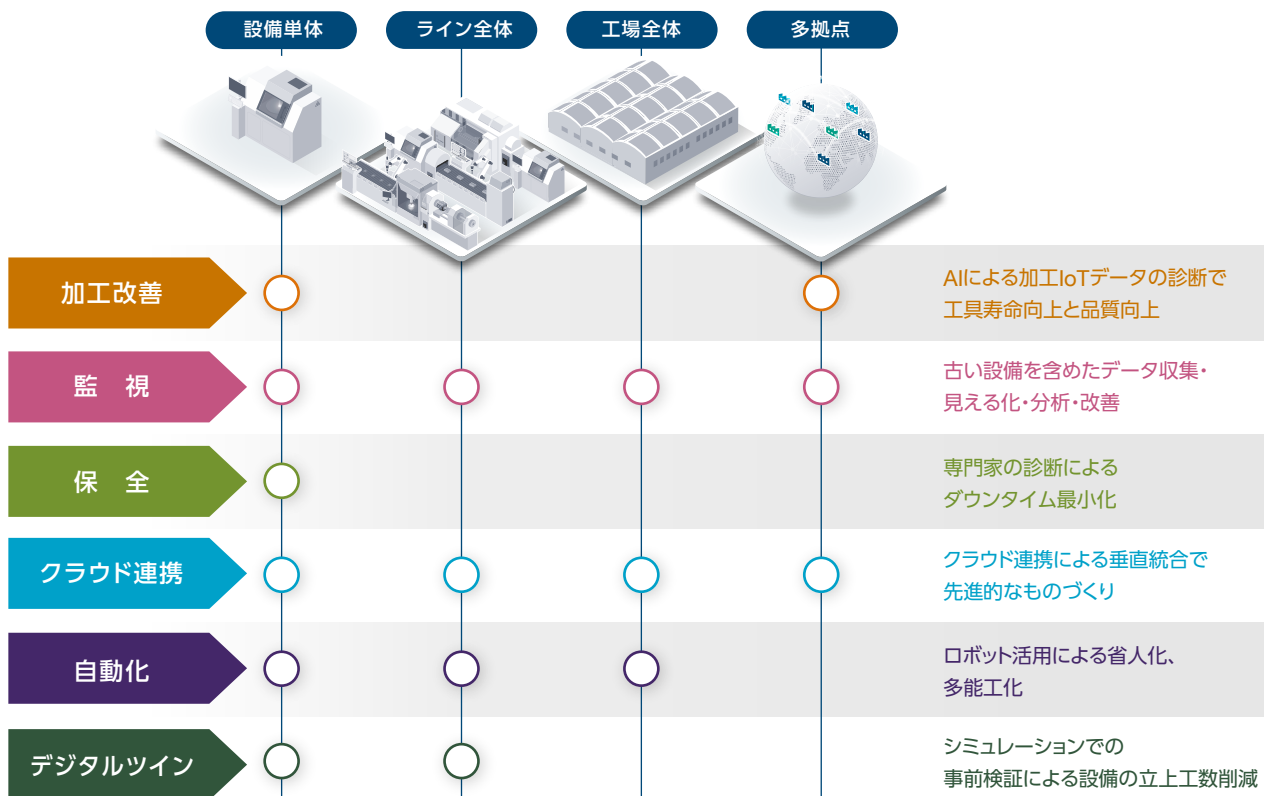 設備単体
ライン全体
工場全体
多拠点
加工改善
AIによる加工IoTデータの診断で
工具寿命向上と品質向上
監　視
古い設備を含めたデータ収集・
見える化・分析・改善
保　全
専門家の診断による
ダウンタイム最小化
クラウド連携
クラウド連携による垂直統合で
先進的なものづくり
自動化
ロボット活用による省人化、
多能工化
デジタルツイン
シミュレーションでの
事前検証による設備の立上工数削減